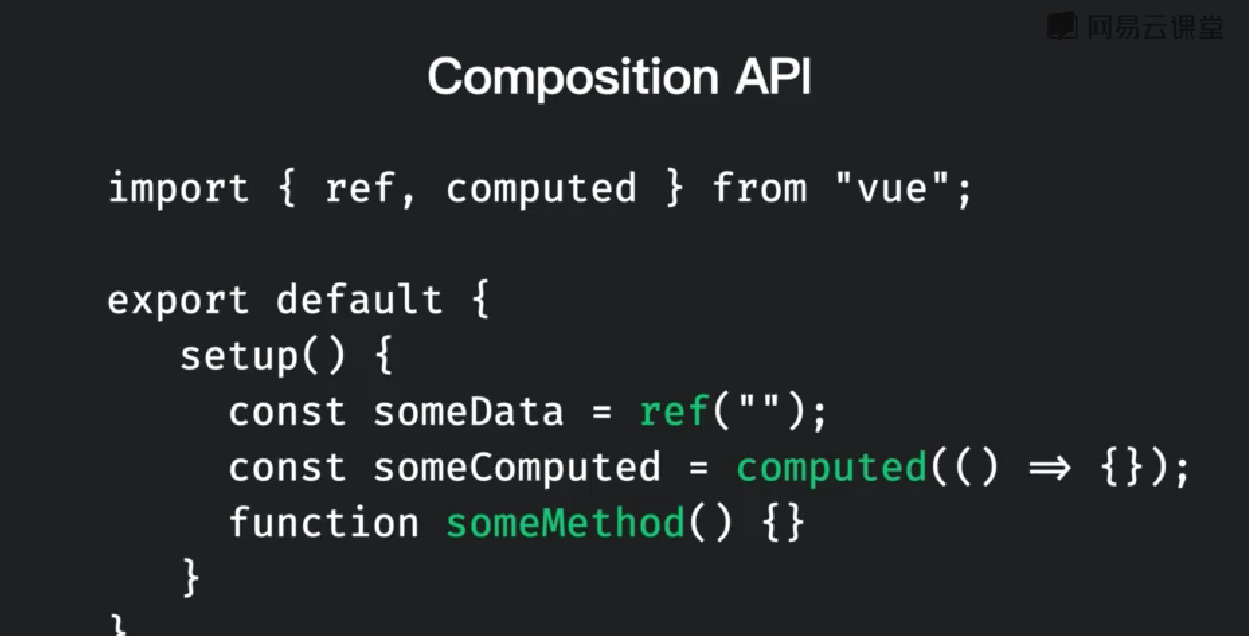 网易云课堂
Composition API
import { ref, computed } from "vue";
export default {
setup() {
const someData = ref("");
const someComputed = computed(() => {});
function someMethod() {}
}
}